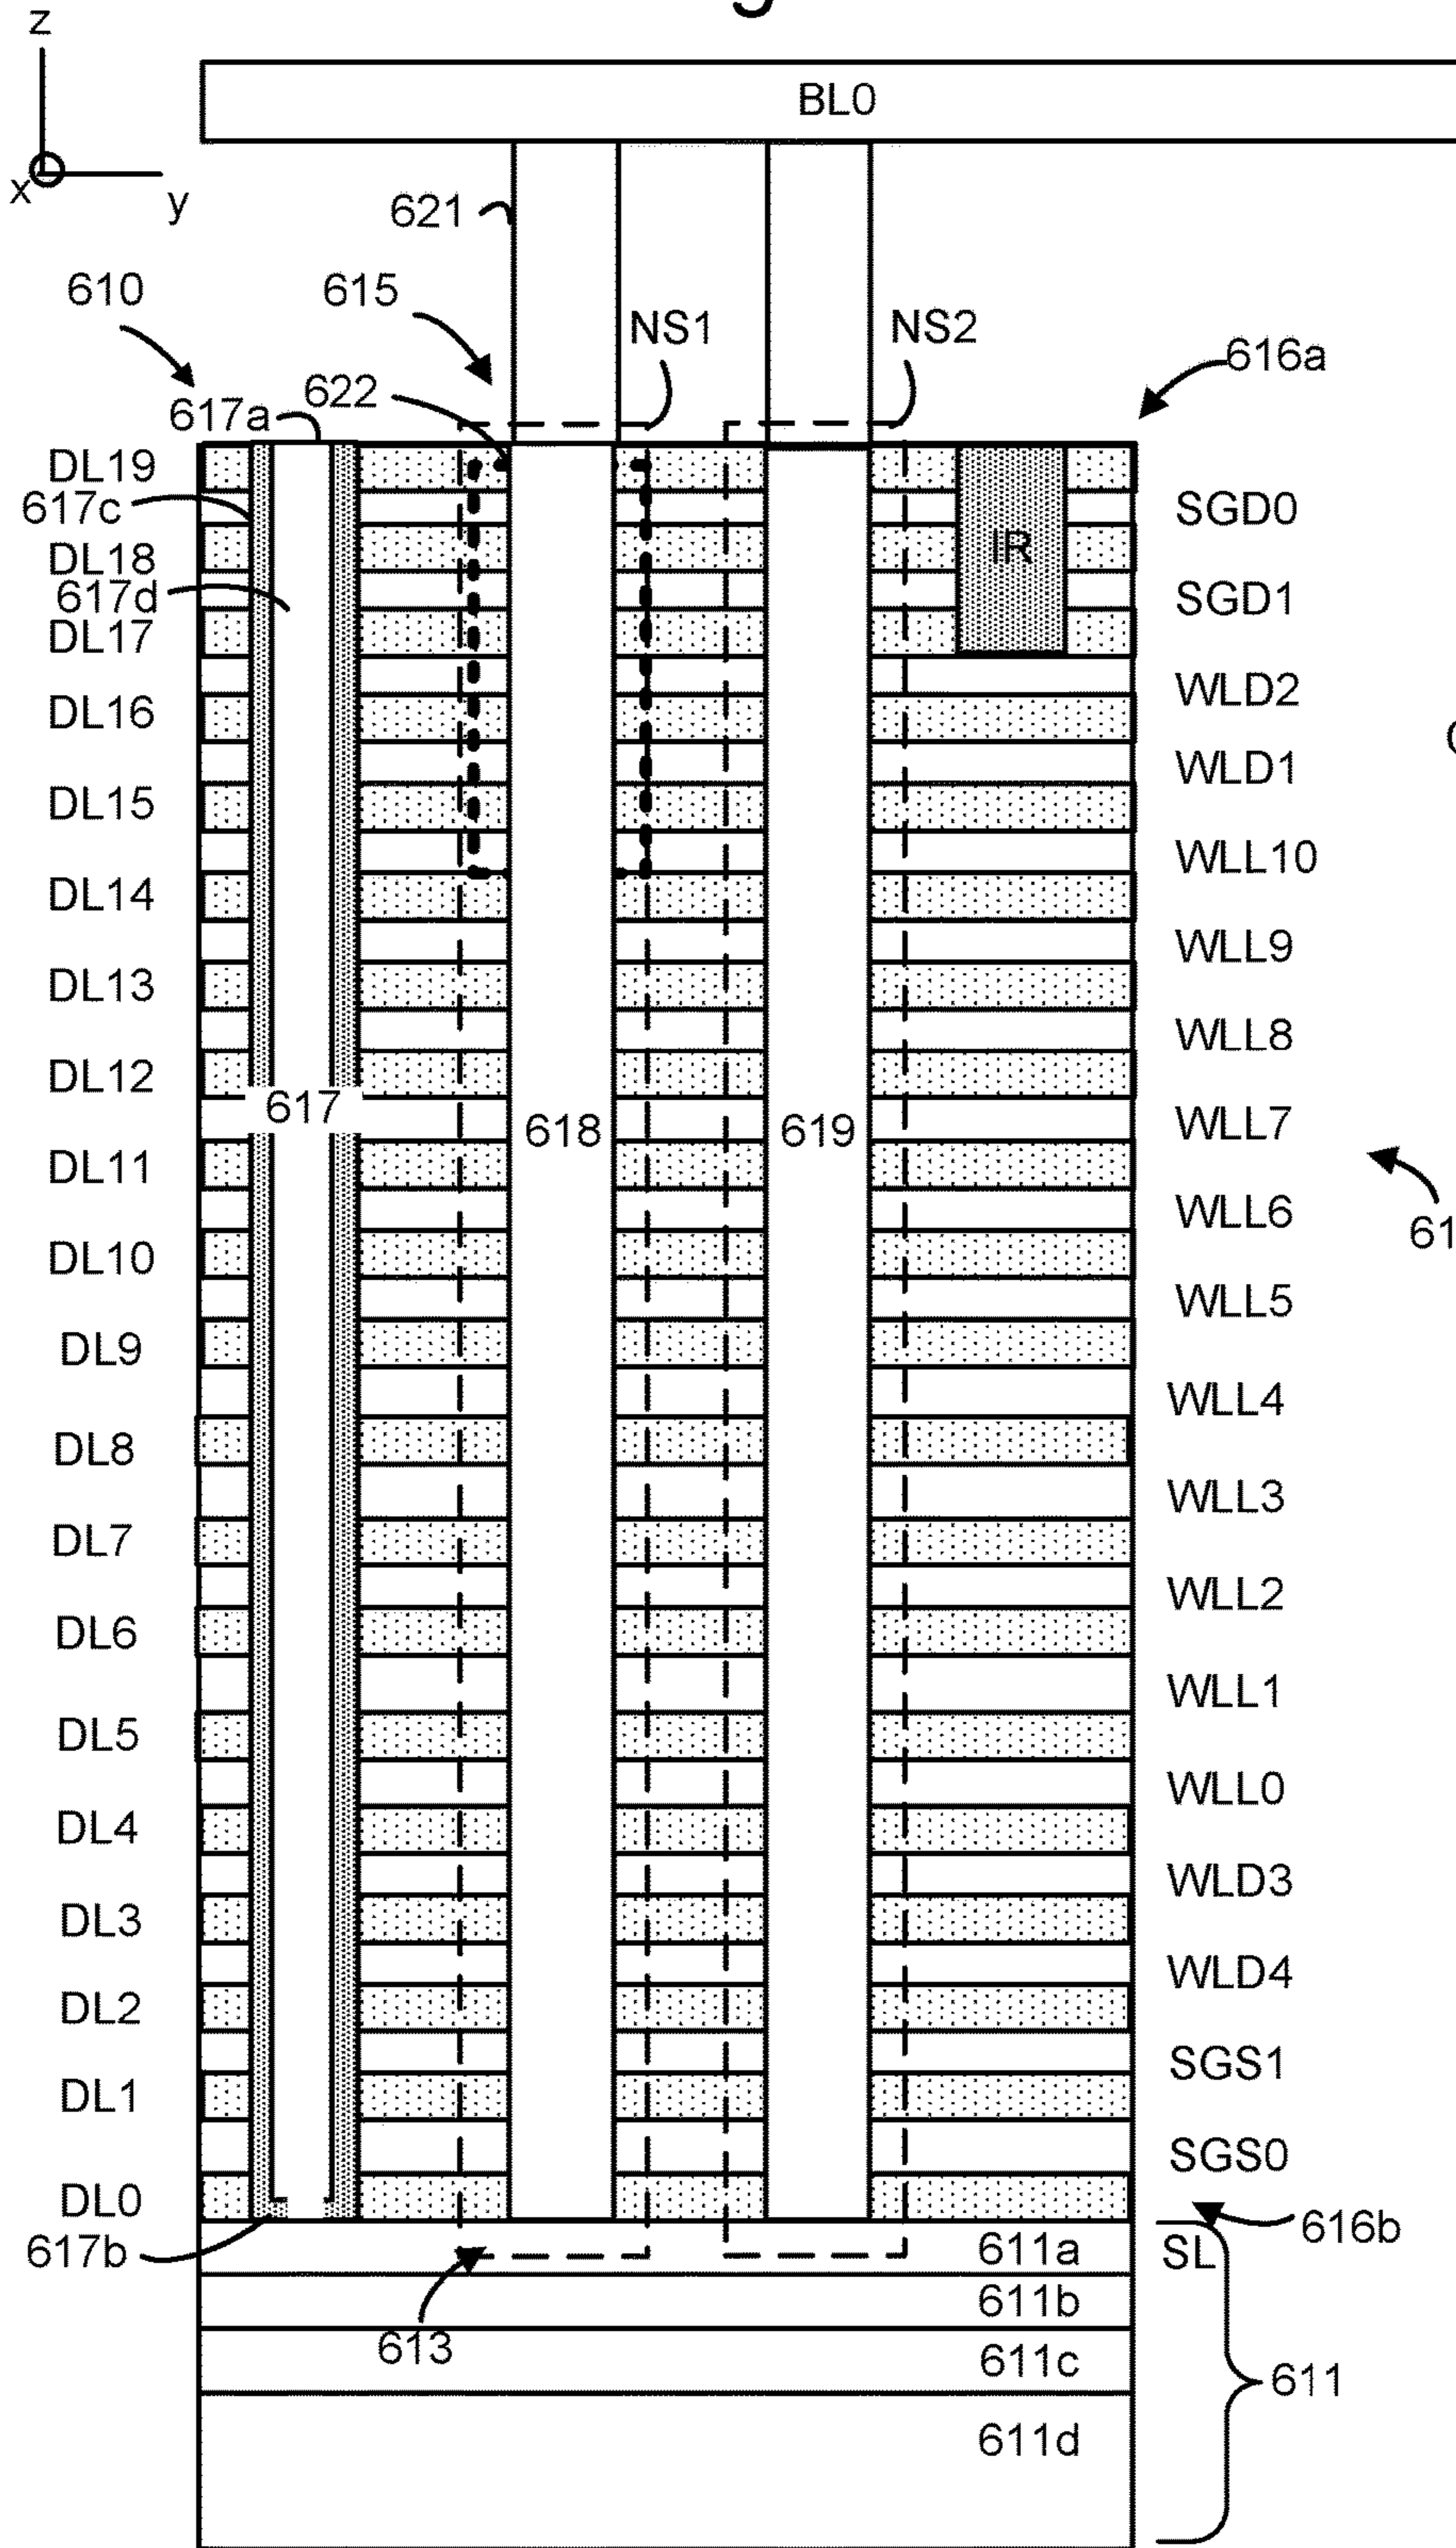 z
BL0
x
y
621
610
615
NS1
NS2
616a
622
617a
DL19
617c
SGD0
IR
DL18
617d
SGD1
DL17
WLD2
DL16
WLD1
DL15
WLL10
DL14
WLL9
DL13
WLL8
DL12
617
618
619
WLL7
DL11
WLL6
61
DL10
WLL5
DL9
WLL4
DL8
WLL3
DL7
WLL2
DL6
WLL1
DL5
WLL0
DL4
WLD3
DL3
WLD4
DL2
SGS1
DL1
SGS0
DL0
616b
617b
611a
SL
611b
613
611c
611
611d